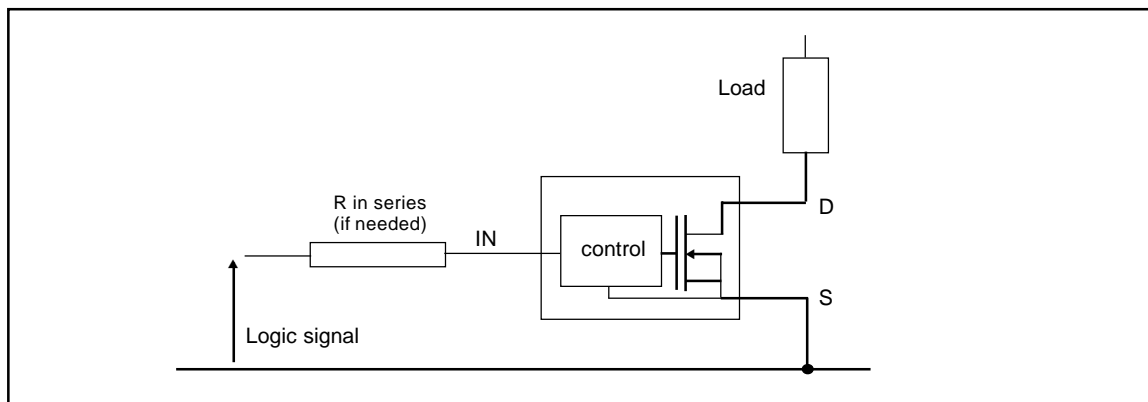 Load
R in series
(if needed)
IN
D
control
S
Logic signal